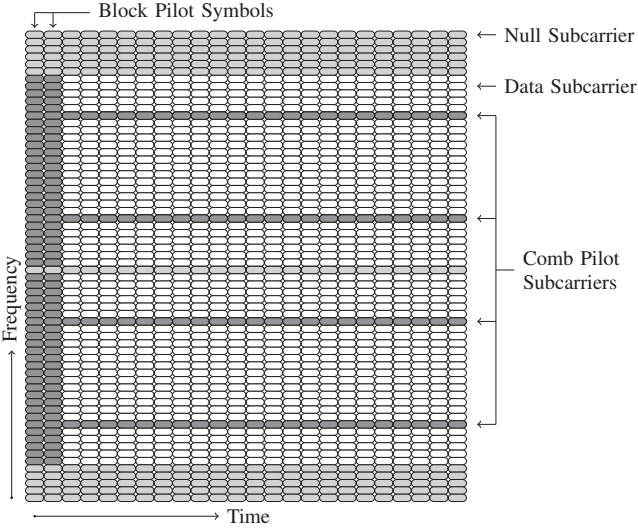 Block Pilot Symbols
Null Subcarrier
Data Subcarrier
Comb Pilot
Subcarriers
Frequency
Time